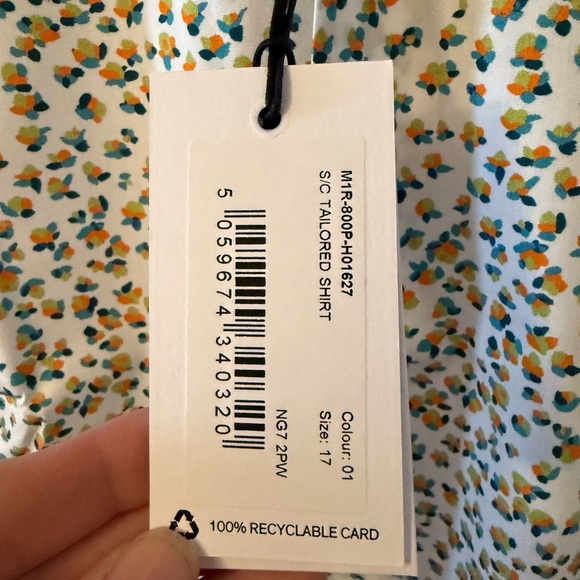 M1R-800P-H01627
S/C TAILORED SHIRT
Colour: 01
Size: 17
NG7 2PW
5 059674 340320
100% RECYCLABLE CARD